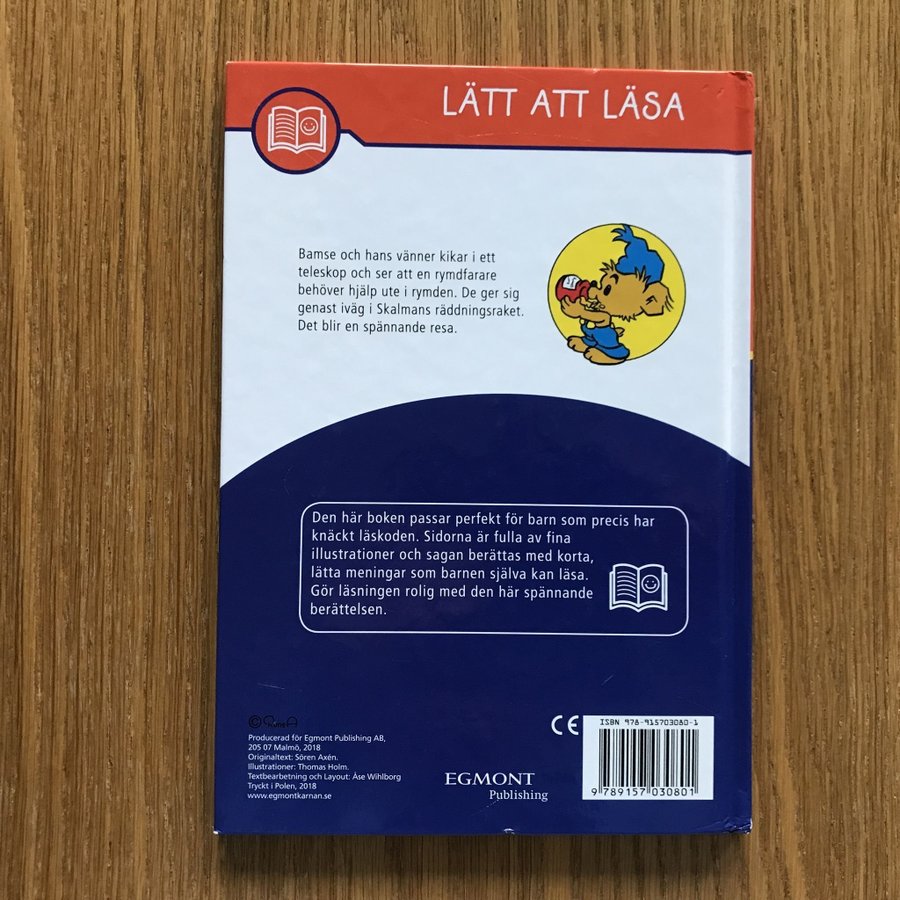 LÄTT ATT LÄSA
Bamse och hans vänner kikar i ett
teleskop och ser att en rymdfarare
behöver hjälp ute i rymden. De ger sig
genast iväg i Skalmans räddningsraket.
Det blir en spännande resa.
Den här boken passar perfekt för barn som precis har
knäckt läskoden. Sidorna är fulla av fina
illustrationer och sagan berättas med korta,
lätta meningar som barnen själva kan läsa.
Gör läsningen rolig med den här spännande
berättelsen.
© Rune A
Producerad för Egmont Publishing AB,
205 07 Malmö, 2018
Originaltext: Sören Axén.
Illustrationer: Thomas Holm.
Textbearbetning och Layout: Åse Wihlborg
Tryckt i Polen, 2018
www.egmontkarnan.se
EGMONT
Publishing
CE
ISBN 978-915703080-1
9 789157 030801